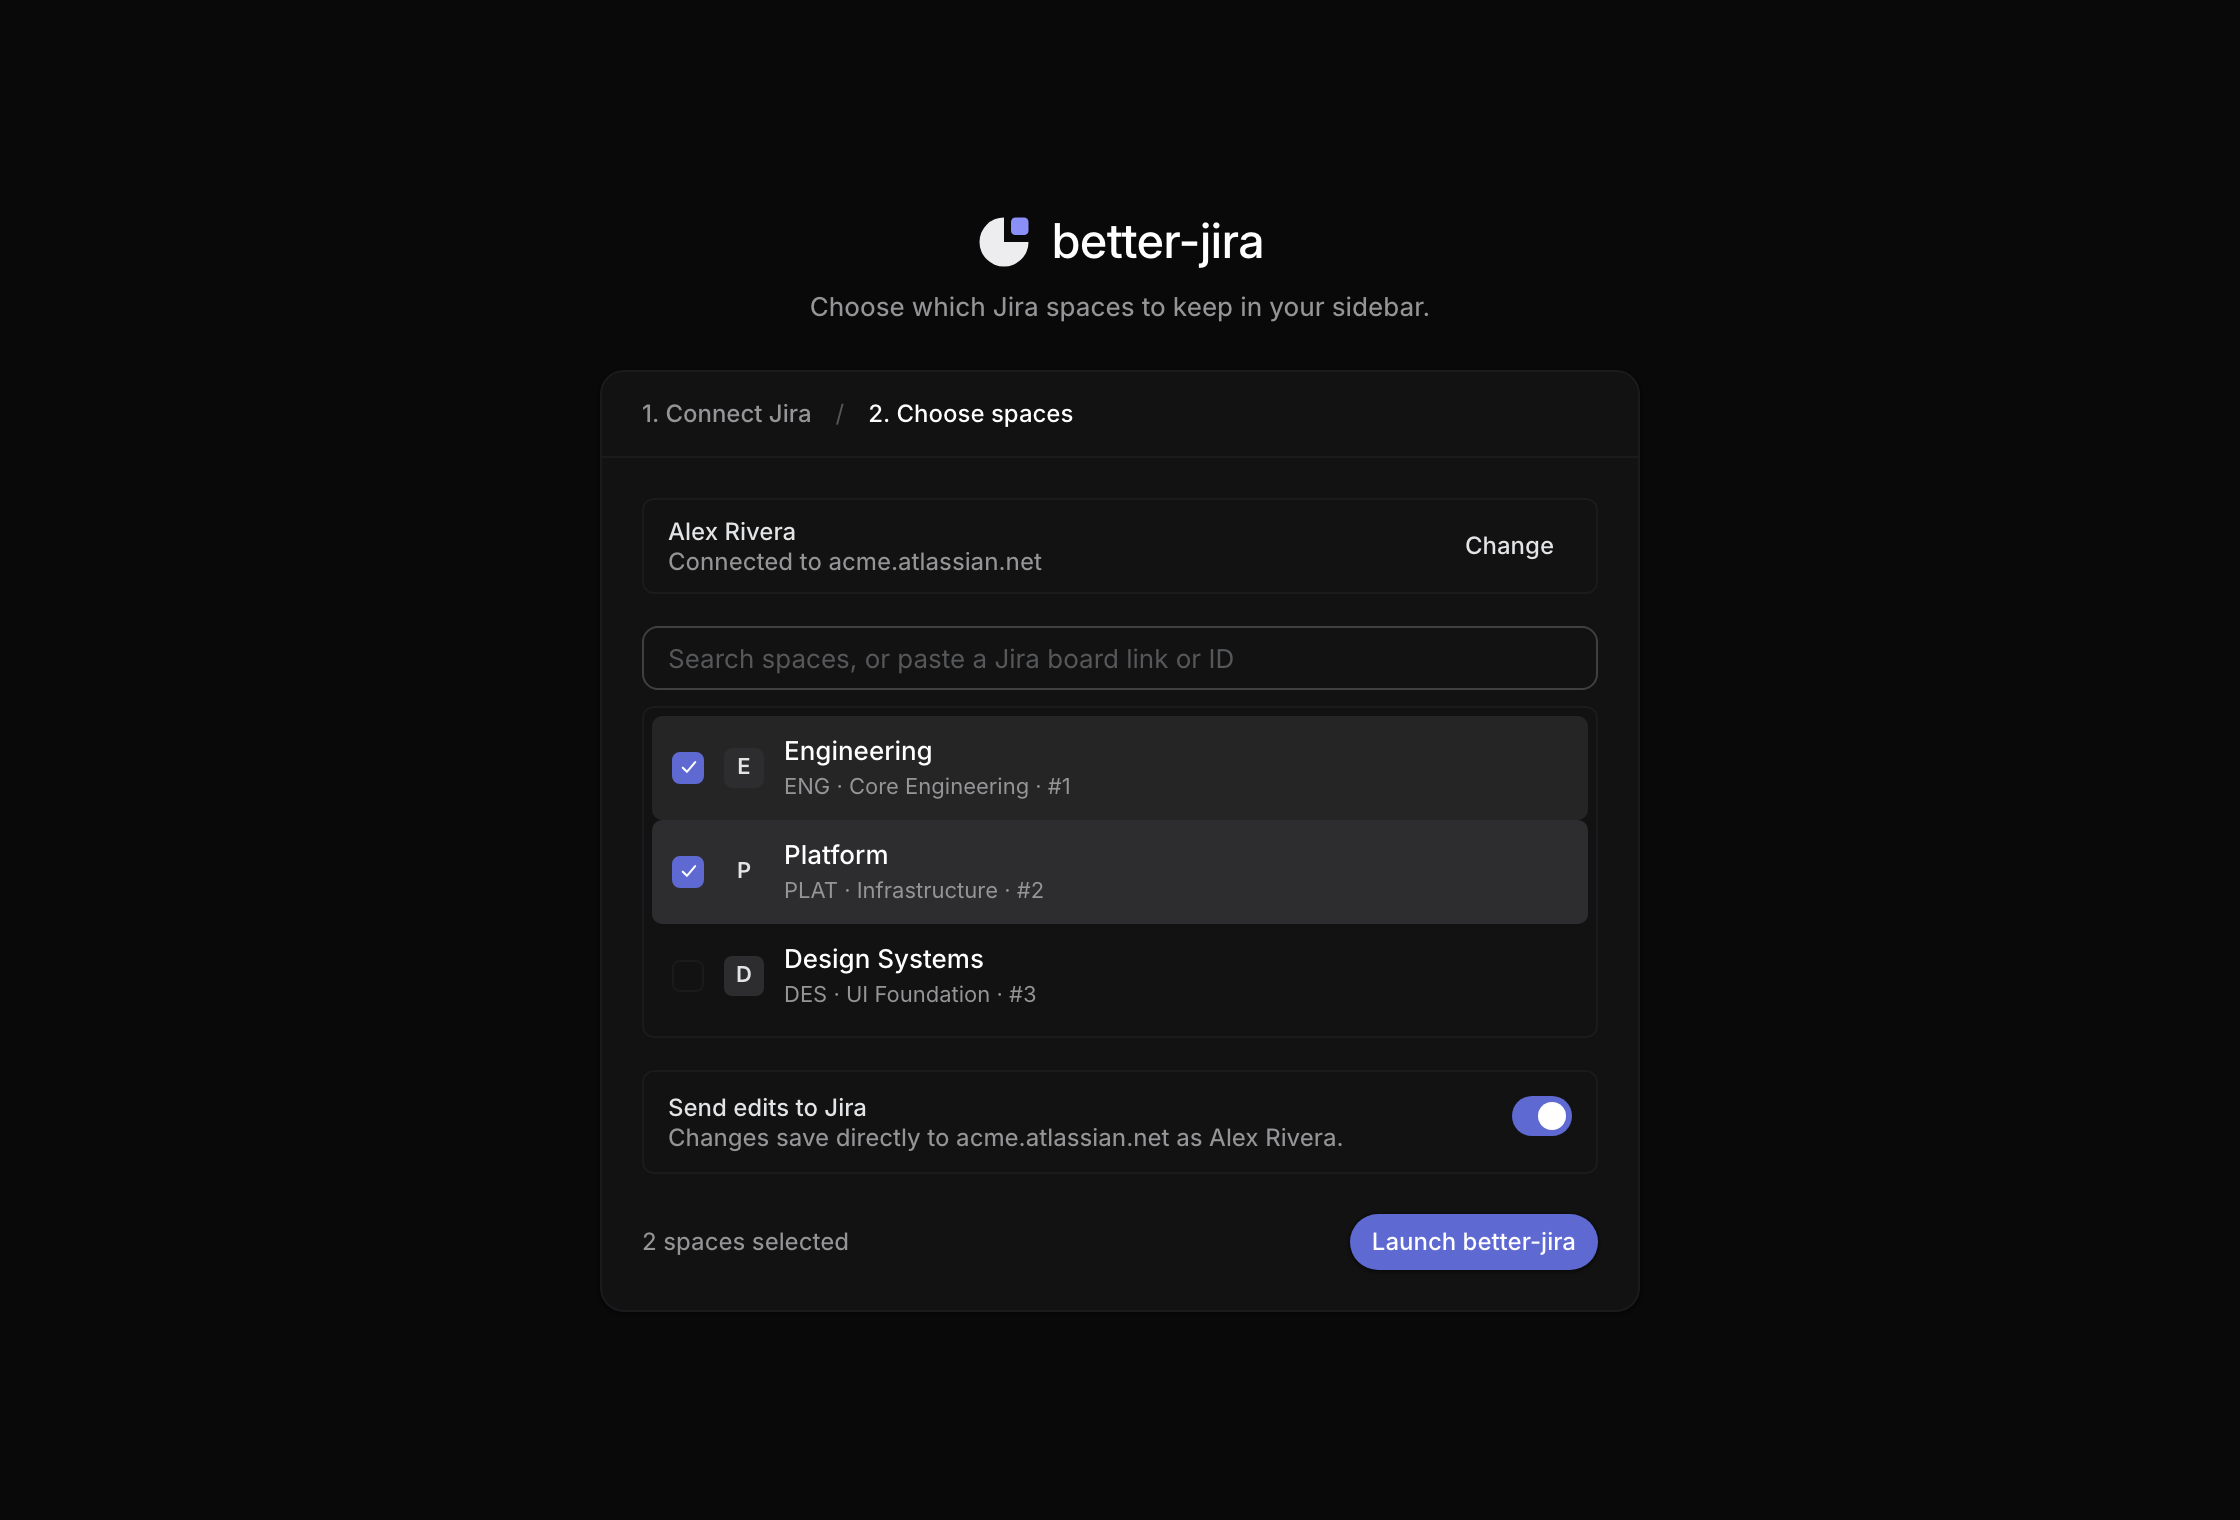 better-jira
Choose which Jira spaces to keep in your sidebar.
1. Connect Jira / 2. Choose spaces
Alex Rivera
Connected to acme.atlassian.net
Change
Search spaces, or paste a Jira board link or ID
E
Engineering
ENG · Core Engineering · #1
P
Platform
PLAT · Infrastructure · #2
D
Design Systems
DES · UI Foundation · #3
Send edits to Jira
Changes save directly to acme.atlassian.net as Alex Rivera.
2 spaces selected
Launch better-jira